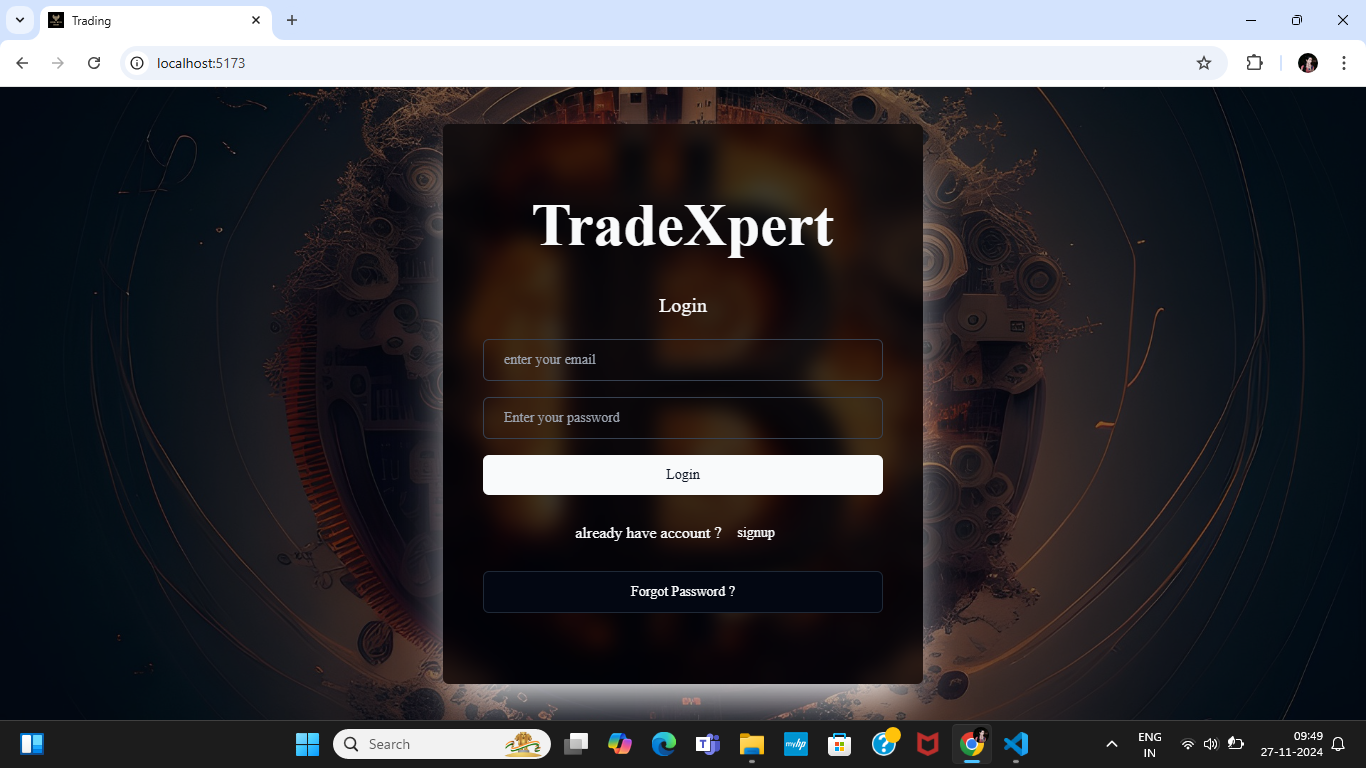 Trading
localhost:5173
TradeXpert
Login
enter your email
Enter your password
Login
already have account ? signup
Forgot Password ?
Search
myhp
ENG
IN
09:49
27-11-2024